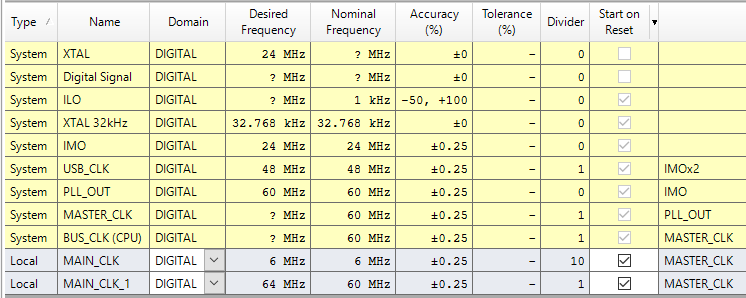 Type Name Domain Desired Frequency Nominal Frequency Accuracy (%) Tolerance (%) Divider Start on Reset
System XTAL DIGITAL 24 MHz ? MHz ±0 - 0
System Digital Signal DIGITAL ? MHz ? MHz ±0 - 0
System ILO DIGITAL ? MHz 1 kHz -50, +100 - 0
System XTAL 32kHz DIGITAL 32.768 kHz 32.768 kHz ±0 - 0
System IMO DIGITAL 24 MHz 24 MHz ±0.25 - 0
System USB_CLK DIGITAL 48 MHz 48 MHz ±0.25 - 1 IMOx2
System PLL_OUT DIGITAL 60 MHz 60 MHz ±0.25 - 0 IMO
System MASTER_CLK DIGITAL ? MHz 60 MHz ±0.25 - 1 PLL_OUT
System BUS_CLK (CPU) DIGITAL ? MHz 60 MHz ±0.25 - 1 MASTER_CLK
Local MAIN_CLK DIGITAL 6 MHz 6 MHz ±0.25 - 10 MASTER_CLK
Local MAIN_CLK_1 DIGITAL 64 MHz 60 MHz ±0.25 - 1 MASTER_CLK